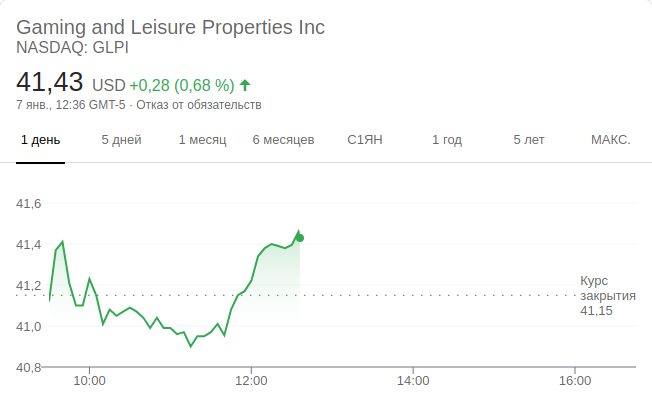 Gaming and Leisure Properties Inc
NASDAQ: GLPI
41,43 USD +0,28 (0,68 %)
7 янв., 12:36 GMT-5 · Отказ от обязательств
1 день 5 дней 1 месяц 6 месяцев С1ЯН 1 год 5 лет МАКС.
41,6
41,4
41,2
41,0
40,8
Курс
закрытия
41,15
10:00 12:00 14:00 16:00